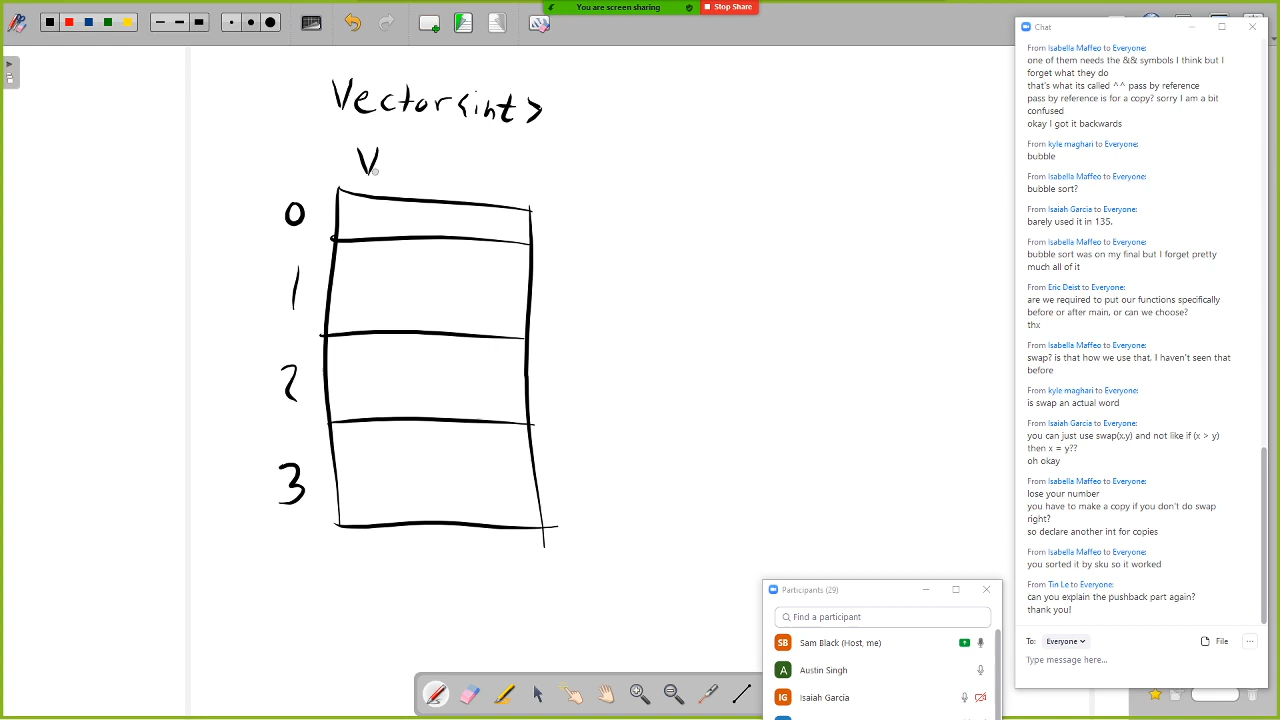 You are screen sharing
Stop Share
Vector<int>
V
0
1
2
3
Chat
From Isabella Maffeo to Everyone:
one of them needs the && symbols I think but I
forget what they do
that's what its called ^^ pass by reference
pass by reference is for a copy? sorry I am a bit
confused
okay I got it backwards
From kyle maghari to Everyone:
bubble
From Isabella Maffeo to Everyone:
bubble sort?
From Isaiah Garcia to Everyone:
barely used it in 135.
From Isabella Maffeo to Everyone:
bubble sort was on my final but I forget pretty
much all of it
From Eric Deist to Everyone:
are we required to put our functions specifically
before or after main, or can we choose?
thx
From Isabella Maffeo to Everyone:
swap? is that how we use that, I haven't seen that
before
From kyle maghari to Everyone:
is swap an actual word
From Isaiah Garcia to Everyone:
you can just use swap(x,y) and not like if (x > y)
then x = y??
oh okay
From Isabella Maffeo to Everyone:
lose your number
you have to make a copy if you don't do swap
right?
so declare another int for copies
From Isabella Maffeo to Everyone:
you sorted it by sku so it worked
From Tin Le to Everyone:
can you explain the pushback part again?
thank you!
To: Everyone
File
Type message here...
Participants (29)
Find a participant
SB Sam Black (Host, me)
A Austin Singh
IG Isaiah Garcia